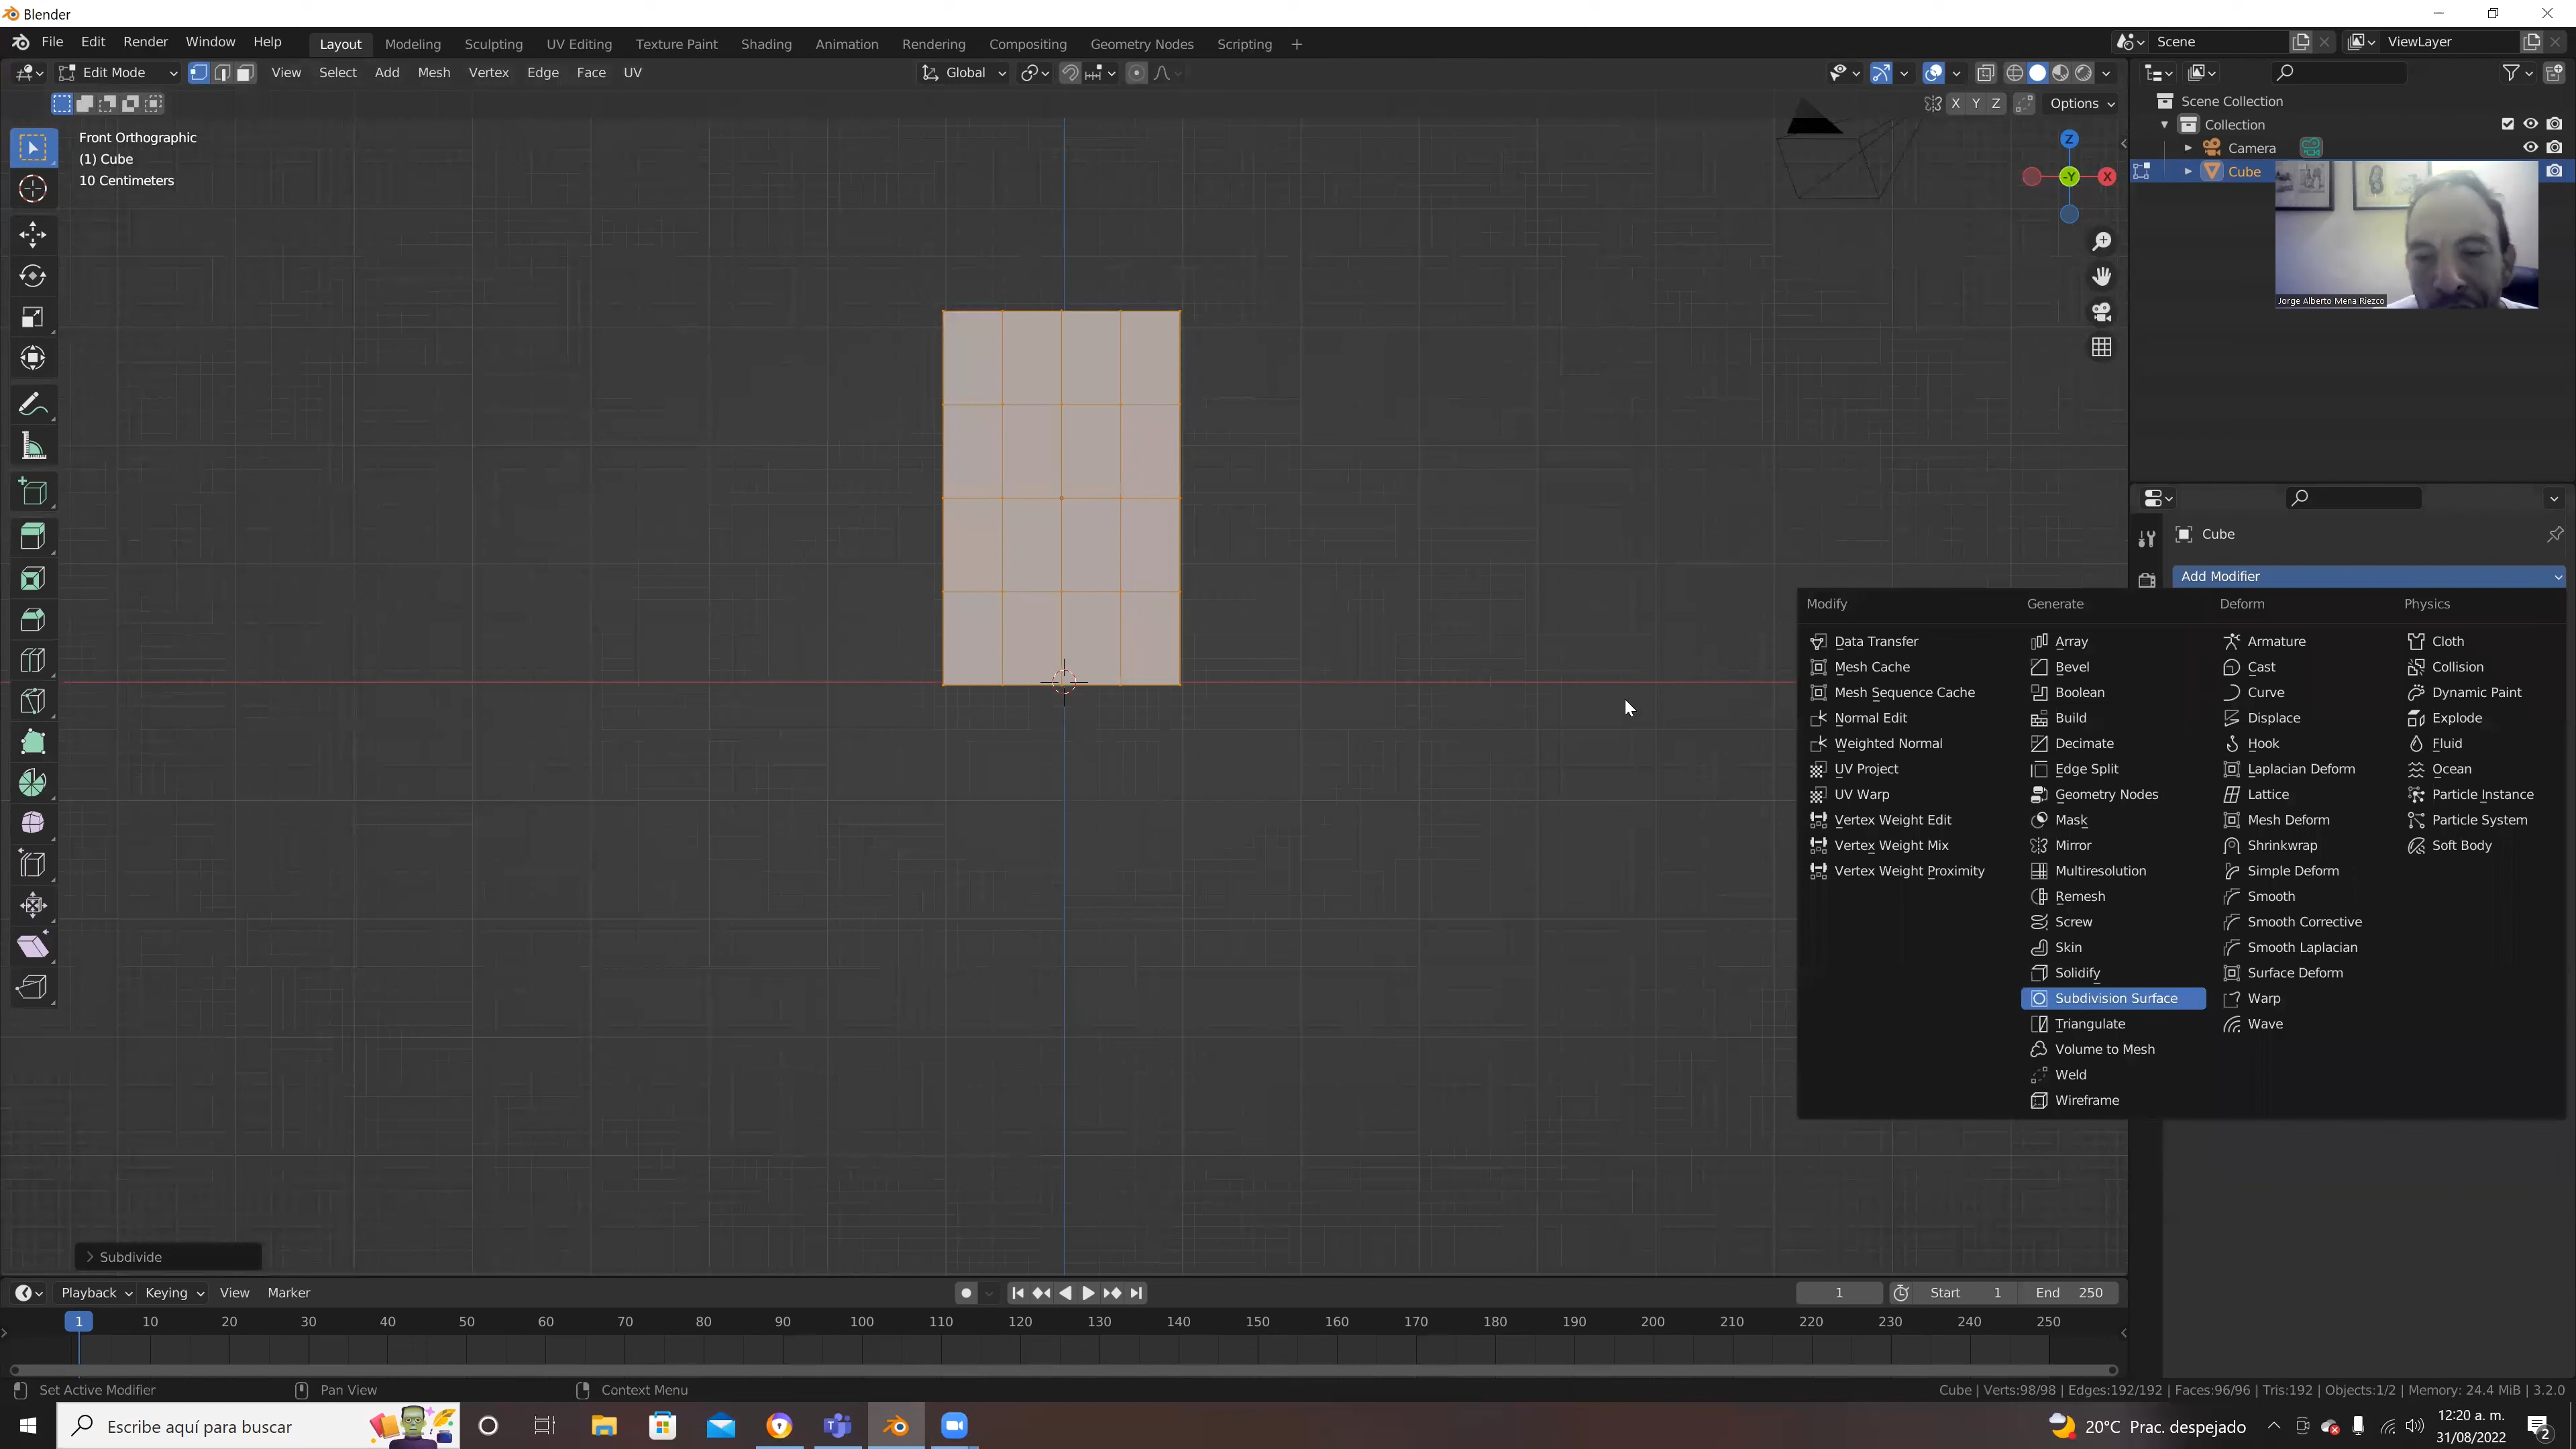 Blender
File Edit Render Window Help Layout Modeling Sculpting UV Editing Texture Paint Shading Animation Rendering Compositing Geometry Nodes Scripting + Scene ViewLayer
Edit Mode View Select Add Mesh Vertex Edge Face UV Global
X Y Z Options
Front Orthographic
(1) Cube
10 Centimeters
Z
-Y
X
Scene Collection
Collection
Camera
Cube
Jorge Alberto Mena Riezco
Cube
Add Modifier
Modify Generate Deform Physics
Data Transfer Array Armature Cloth
Mesh Cache Bevel Cast Collision
Mesh Sequence Cache Boolean Curve Dynamic Paint
Normal Edit Build Displace Explode
Weighted Normal Decimate Hook Fluid
UV Project Edge Split Laplacian Deform Ocean
UV Warp Geometry Nodes Lattice Particle Instance
Vertex Weight Edit Mask Mesh Deform Particle System
Vertex Weight Mix Mirror Shrinkwrap Soft Body
Vertex Weight Proximity Multiresolution Simple Deform
Remesh Smooth
Screw Smooth Corrective
Skin Smooth Laplacian
Solidify Surface Deform
Subdivision Surface Warp
Triangulate Wave
Volume to Mesh
Weld
Wireframe
Subdivide
Playback Keying View Marker 1 Start 1 End 250
1 10 20 30 40 50 60 70 80 90 100 110 120 130 140 150 160 170 180 190 200 210 220 230 240 250
Set Active Modifier Pan View Context Menu Cube | Verts:98/98 | Edges:192/192 | Faces:96/96 | Tris:192 | Objects:1/2 | Memory: 24.4 MiB | 3.2.0
Escribe aquí para buscar 20°C Prac. despejado 12:20 a. m.
31/08/2022
2